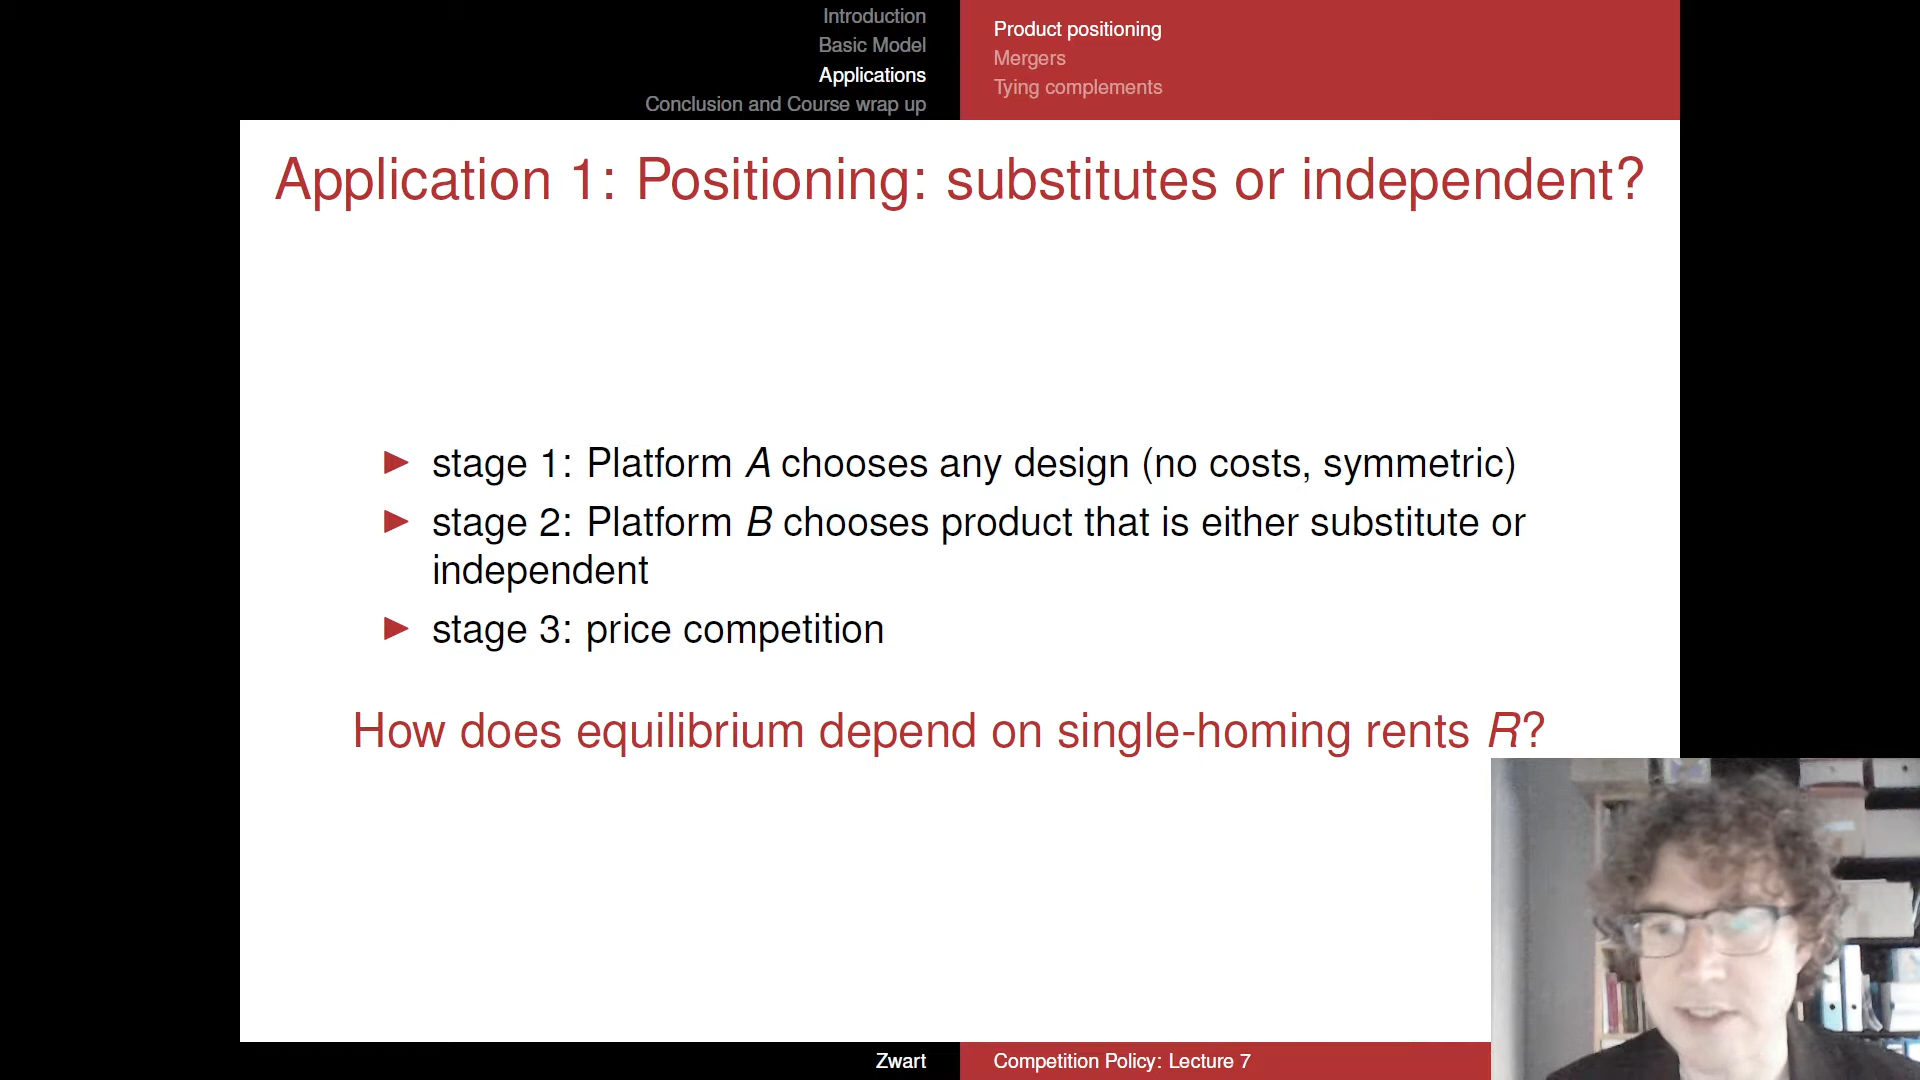 Introduction
Basic Model
Applications
Conclusion and Course wrap up
Product positioning
Mergers
Tying complements
Application 1: Positioning: substitutes or independent?
▶ stage 1: Platform A chooses any design (no costs, symmetric)
▶ stage 2: Platform B chooses product that is either substitute or
independent
▶ stage 3: price competition
How does equilibrium depend on single-homing rents R?
Zwart
Competition Policy: Lecture 7